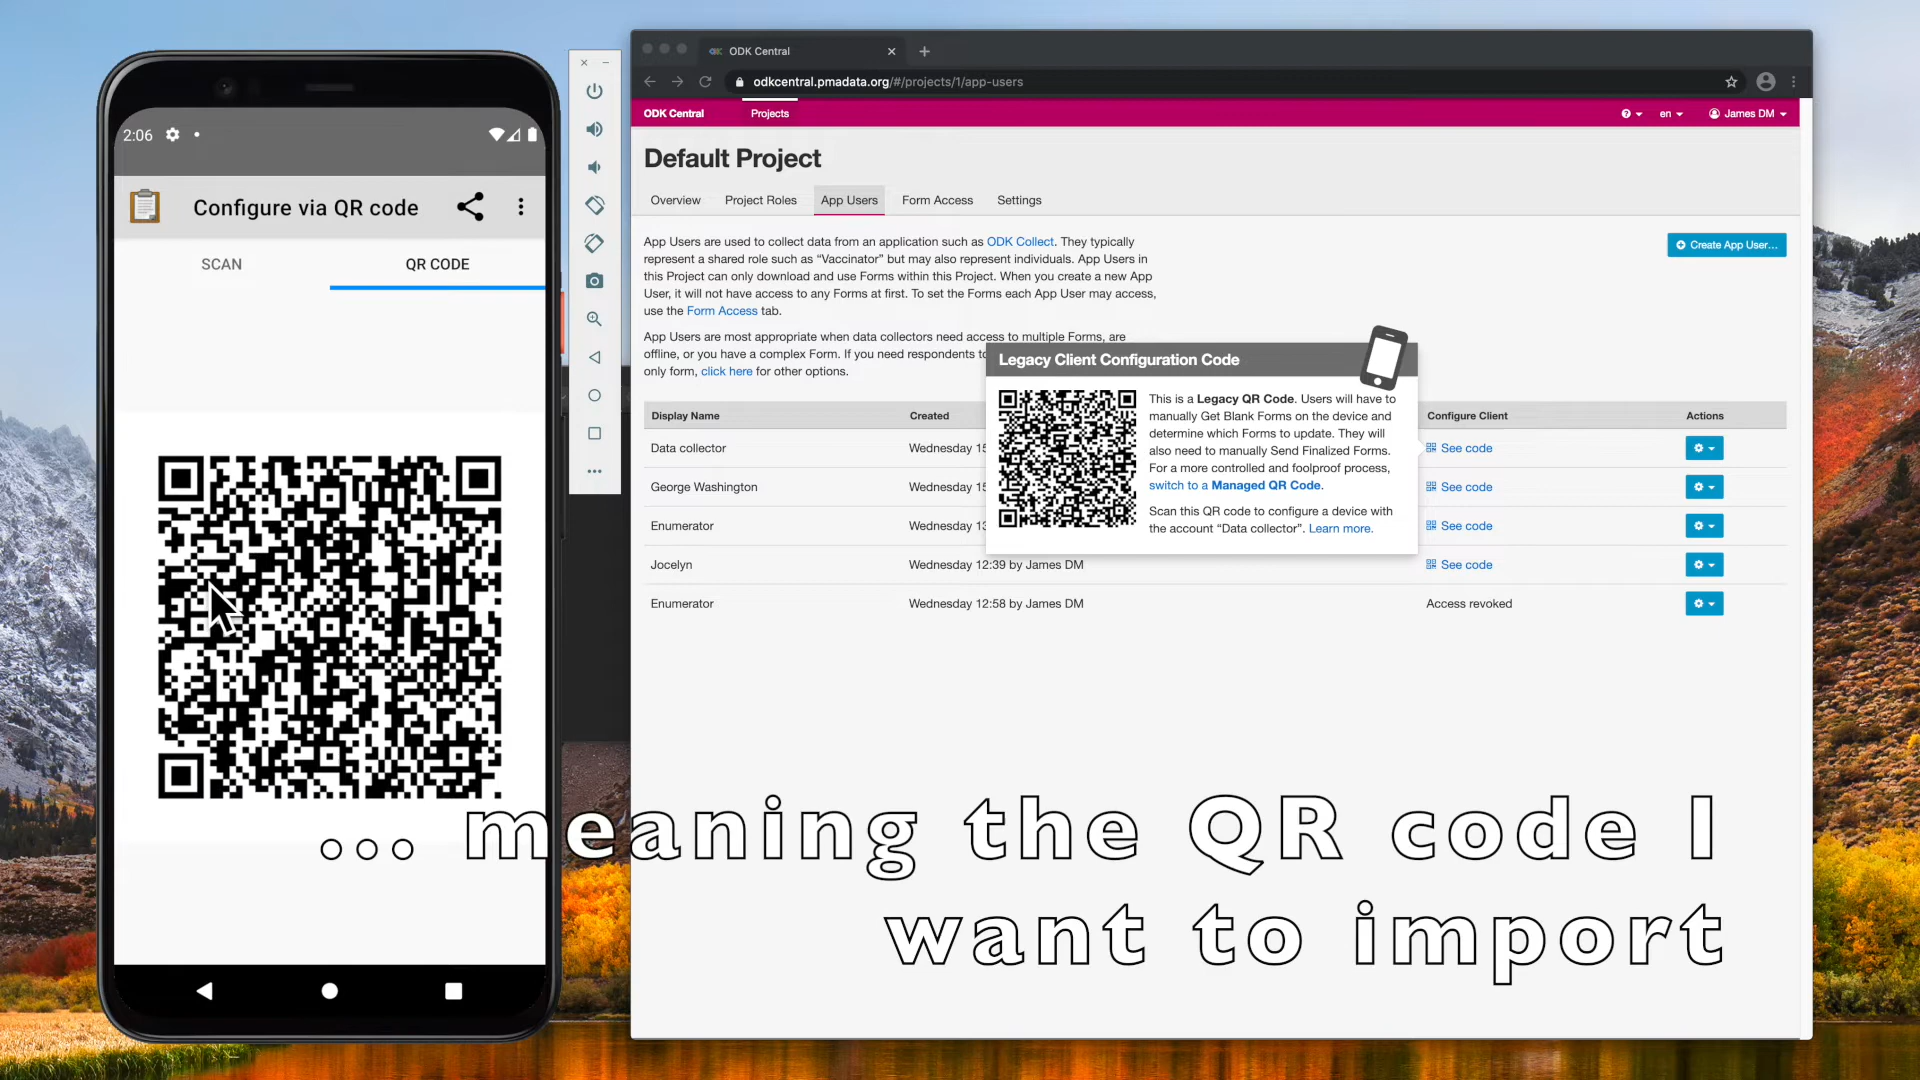 2:06
Configure via QR code
SCAN
QR CODE
ODK Central
odkcentral.pmadata.org/#/projects/1/app-users
ODK Central
Projects
en
James DM
Default Project
Overview
Project Roles
App Users
Form Access
Settings
App Users are used to collect data from an application such as ODK Collect. They typically
represent a shared role such as “Vaccinator” but may also represent individuals. App Users in
this Project can only download and use Forms within this Project. When you create a new App
User, it will not have access to any Forms at first. To set the Forms each App User may access,
use the Form Access tab.
Create App User...
App Users are most appropriate when data collectors need access to multiple Forms, are
offline, or you have a complex Form. If you need respondents to
only form, click here for other options.
Legacy Client Configuration Code
This is a Legacy QR Code. Users will have to
manually Get Blank Forms on the device and
determine which Forms to update. They will
also need to manually Send Finalized Forms.
For a more controlled and foolproof process,
switch to a Managed QR Code.
Scan this QR code to configure a device with
the account “Data collector”. Learn more.
Display Name
Created
Configure Client
Actions
Data collector
Wednesday 15
See code
George Washington
Wednesday 15
See code
Enumerator
Wednesday 13
See code
Jocelyn
Wednesday 12:39 by James DM
See code
Enumerator
Wednesday 12:58 by James DM
Access revoked
... meaning the QR code I
want to import